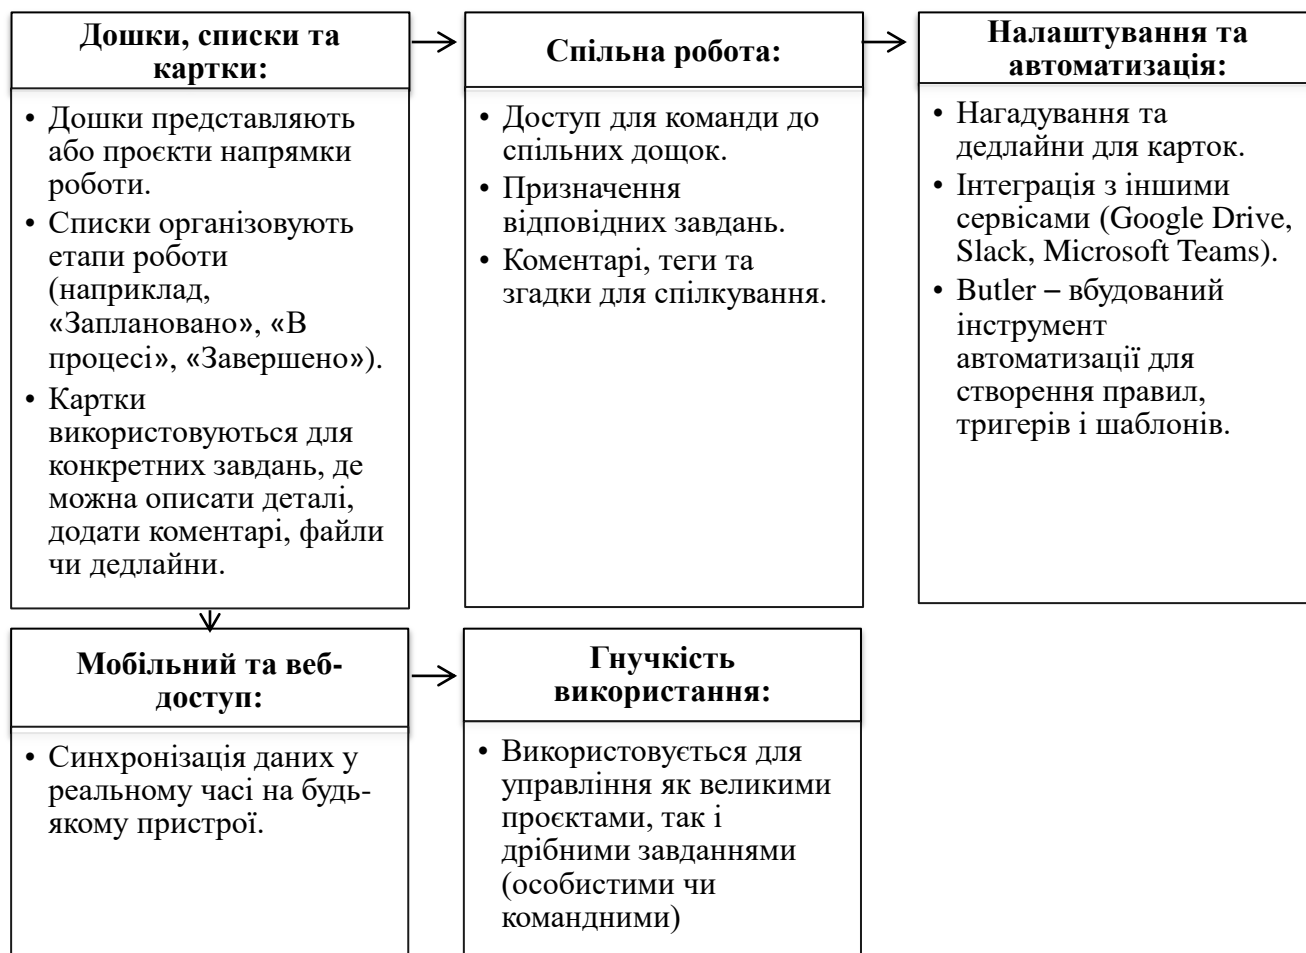 Дошки, списки та
картки:
• Дошки представляють
або проєкти напрямки
роботи.
• Списки організовують
етапи роботи
(наприклад,
«Заплановано», «В
процесі», «Завершено»).
• Картки
використовуються для
конкретних завдань, де
можна описати деталі,
додати коментарі, файли
чи дедлайни.
Спільна робота:
• Доступ для команди до
спільних дощок.
• Призначення
відповідних завдань.
• Коментарі, теги та
згадки для спілкування.
Налаштування та
автоматизація:
• Нагадування та
дедлайни для карток.
• Інтеграція з іншими
сервісами (Google Drive,
Slack, Microsoft Teams).
• Butler – вбудований
інструмент
автоматизації для
створення правил,
тригерів і шаблонів.
Мобільний та веб-
доступ:
• Синхронізація даних у
реальному часі на будь-
якому пристрої.
Гнучкість
використання:
• Використовується для
управління як великими
проєктами, так і
дрібними завданнями
(особистими чи
командними)